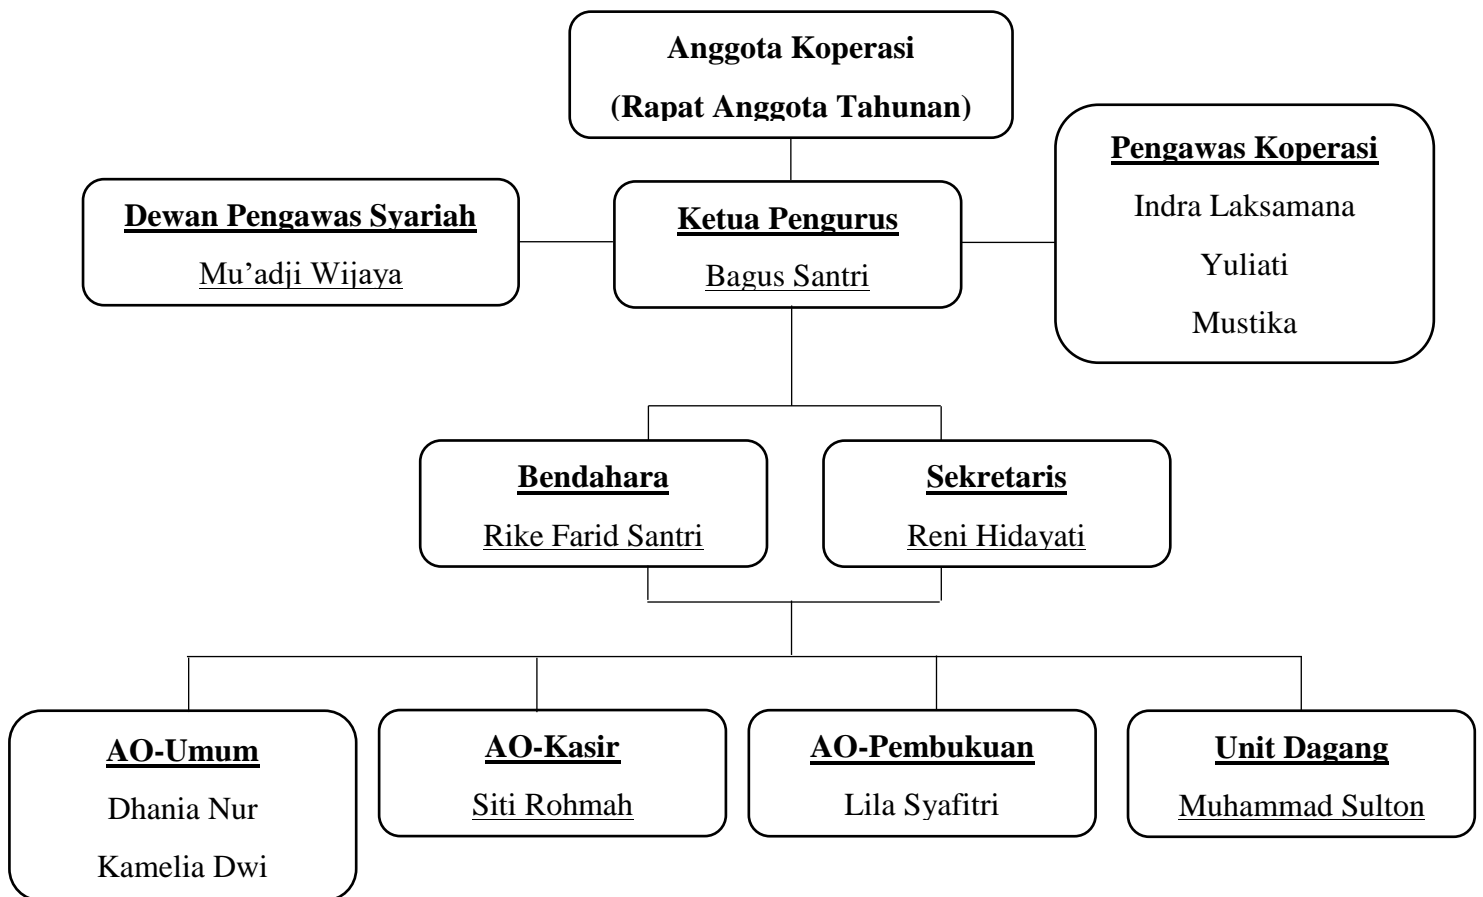 Anggota Koperasi
(Rapat Anggota Tahunan)
Pengawas Koperasi
Indra Laksamana
Yuliati
Mustika
Dewan Pengawas Syariah
Mu’adji Wijaya
Ketua Pengurus
Bagus Santri
Bendahara
Rike Farid Santri
Sekretaris
Reni Hidayati
AO-Umum
Dhania Nur
Kamelia Dwi
AO-Kasir
Siti Rohmah
AO-Pembukuan
Lila Syafitri
Unit Dagang
Muhammad Sulton